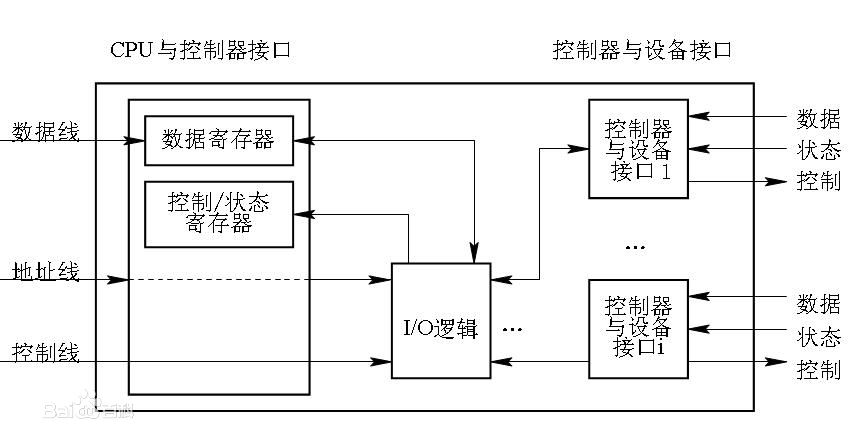 CPU与控制器接口
控制器与设备接口
数据线
数据寄存器
控制/状态
寄存器
地址线
控制线
I/O逻辑
...
控制器
与设备
接口1
数据
状态
控制
...
控制器
与设备
接口i
数据
状态
控制
Bai百科